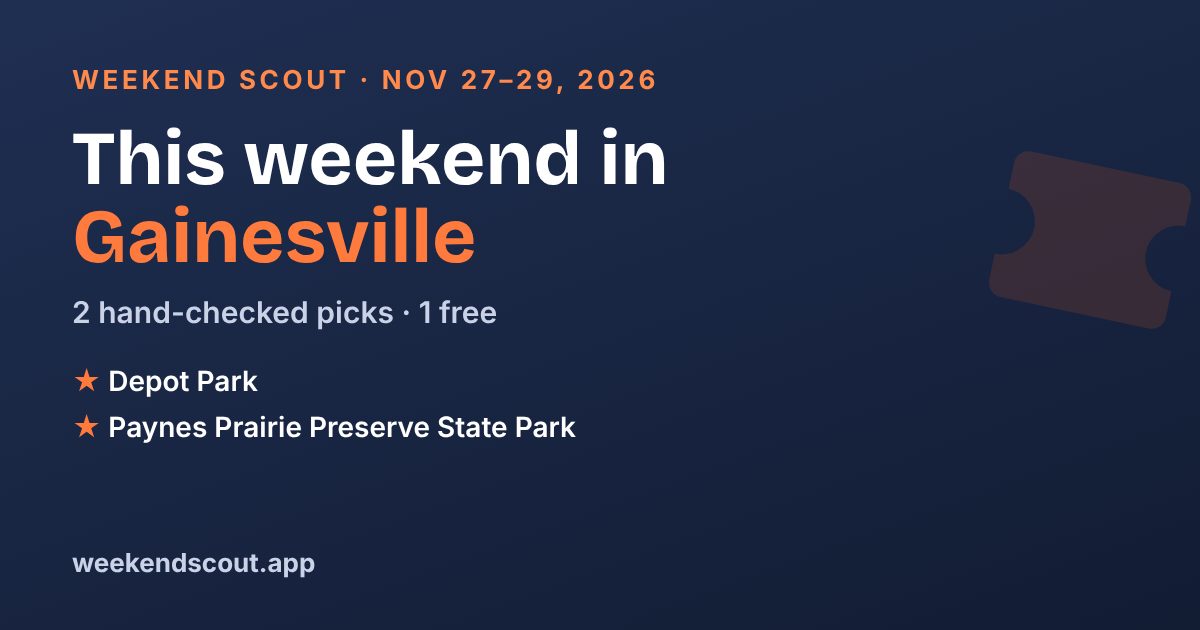 WEEKEND SCOUT · NOV 27–29, 2026
This weekend in
Gainesville
2 hand-checked picks · 1 free
★ Depot Park
★ Paynes Prairie Preserve State Park
weekendscout.app